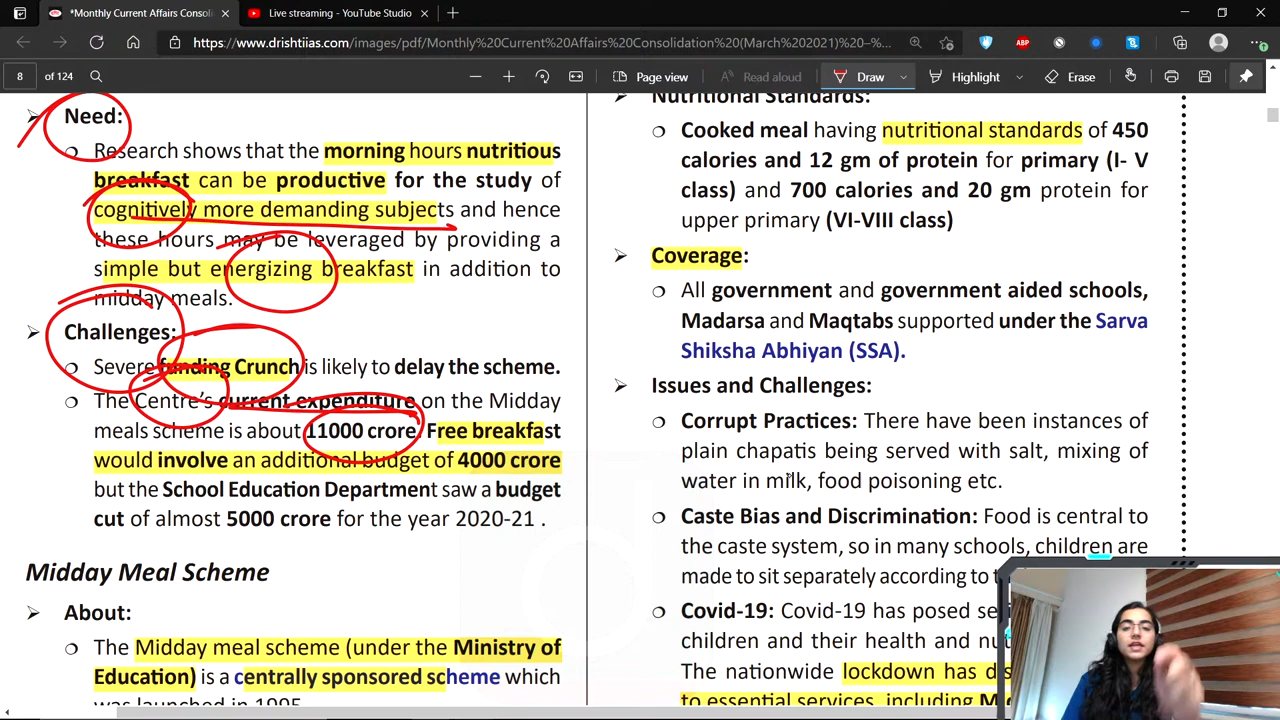 *Monthly Current Affairs Consoli
Live streaming - YouTube Studio
https://www.drishtiias.com/images/pdf/Monthly%20Current%20Affairs%20Consolidation%20(March%202021)%20–%...
8 of 124
Page view
Read aloud
Draw
Highlight
Erase
Need:
Research shows that the morning hours nutritious
breakfast can be productive for the study of
cognitively more demanding subjects and hence
these hours may be leveraged by providing a
simple but energizing breakfast in addition to
midday meals.
Challenges:
Severe funding Crunch is likely to delay the scheme.
The Centre's current expenditure on the Midday
meals scheme is about 11000 crore. Free breakfast
would involve an additional budget of 4000 crore
but the School Education Department saw a budget
cut of almost 5000 crore for the year 2020-21 .
Midday Meal Scheme
About:
The Midday meal scheme (under the Ministry of
Education) is a centrally sponsored scheme which
was launched in 1995
Nutritional Standards:
Cooked meal having nutritional standards of 450
calories and 12 gm of protein for primary (I- V
class) and 700 calories and 20 gm protein for
upper primary (VI-VIII class)
Coverage:
All government and government aided schools,
Madarsa and Maqtabs supported under the Sarva
Shiksha Abhiyan (SSA).
Issues and Challenges:
Corrupt Practices: There have been instances of
plain chapatis being served with salt, mixing of
water in milk, food poisoning etc.
Caste Bias and Discrimination: Food is central to
the caste system, so in many schools, children are
made to sit separately according to
Covid-19: Covid-19 has posed
children and their health and
The nationwide lockdown has
to essential services, including